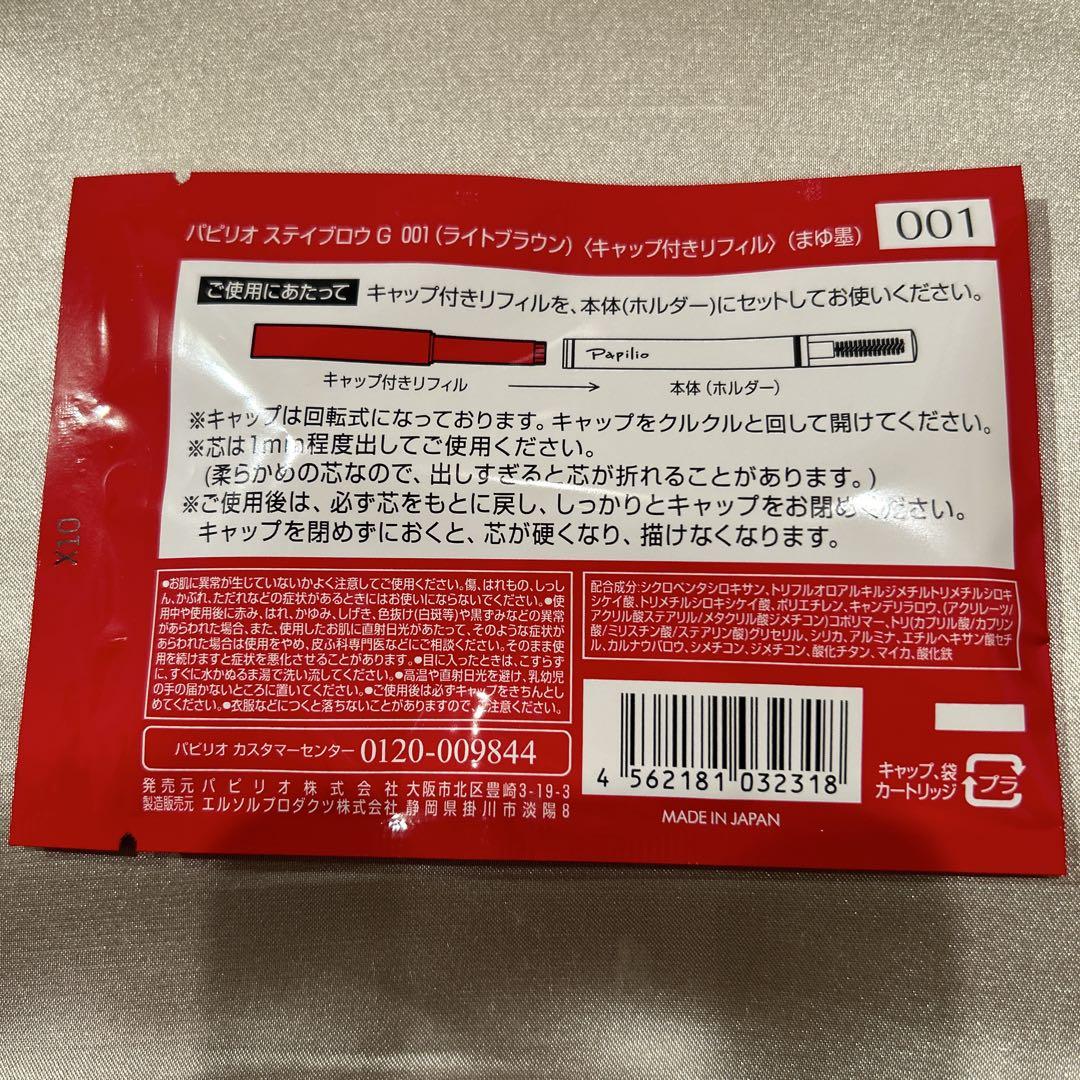 パピリオ ステイブロウ G 001 (ライトブラウン) 〈キャップ付きリフィル〉 (まゆ墨)
001
ご使用にあたって キャップ付きリフィルを、本体(ホルダー)にセットしてお使いください。
Papilio
キャップ付きリフィル
本体 (ホルダー)
※キャップは回転式になっております。キャップをクルクルと回して開けてください。
※芯は1mm程度出してご使用ください。
(柔らかめの芯なので、出しすぎると芯が折れることがあります。)
※ご使用後は、必ず芯をもとに戻し、しっかりとキャップをお閉めください。
キャップを閉めずにおくと、芯が硬くなり、描けなくなります。
X10
●お肌に異常が生じていないかよく注意してご使用ください。傷、はれもの、しっし
ん、かぶれ、ただれなどの症状があるときにはお使いにならないでください。●使
用中や使用後に赤み、はれ、かゆみ、しげき、色抜け(白斑等)や黒ずみなどの異常
があらわれた場合、また、使用したお肌に直射日光があたって、そのような症状が
あらわれた場合は使用をやめ、皮ふ科専門医などにご相談ください。そのまま使
用を続けますと症状を悪化させることがあります。●目に入ったときは、こすらず
に、すぐに水かぬるま湯で洗い流してください。●高温や直射日光を避け、乳幼児
の手の届かないところに置いてください。●ご使用後は必ずキャップをきちんとし
めてください。●衣服などにつくと落ちないことがありますので、ご注意ください。
配合成分:シクロペンタシロキサン、トリフルオロアルキルジメチルトリメチルシロキ
シケイ酸、トリメチルシロキシケイ酸、ポリエチレン、キャンデリラロウ、(アクリレーツ/
アクリル酸ステアリル/メタクリル酸ジメチコン)コポリマー、トリ(カプリル酸/カプリン
酸/ミリスチン酸/ステアリン酸)グリセリル、シリカ、アルミナ、エチルヘキサン酸セチ
ル、カルナウバロウ、シメチコン、ジメチコン、酸化チタン、マイカ、酸化鉄
パピリオ カスタマーセンター 0120-009844
発売元 パピリオ株式会社 大阪市北区豊崎3-19-3
製造販売元 エルソルプロダクツ株式会社 静岡県掛川市淡陽8
4 562181 032318
MADE IN JAPAN
キャップ、袋
カートリッジ
プラ